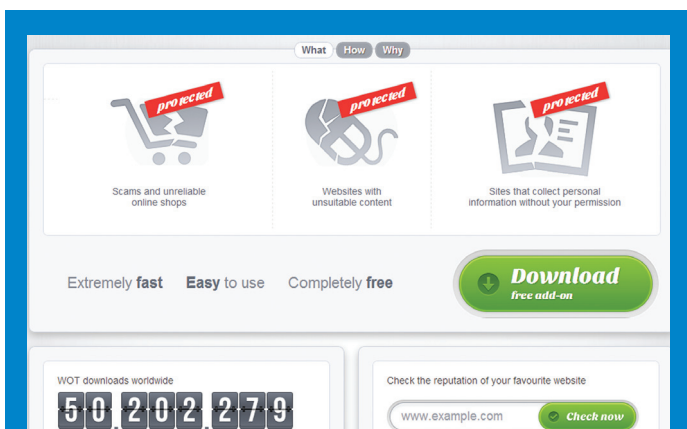 What How Why
protected protected protected
Scams and unreliable
online shops
Websites with
unsuitable content
Sites that collect personal
information without your permission
Extremely fast Easy to use Completely free
Download
free add-on
WOT downloads worldwide
50.202.279
Check the reputation of your favourite website
www.example.com Check now